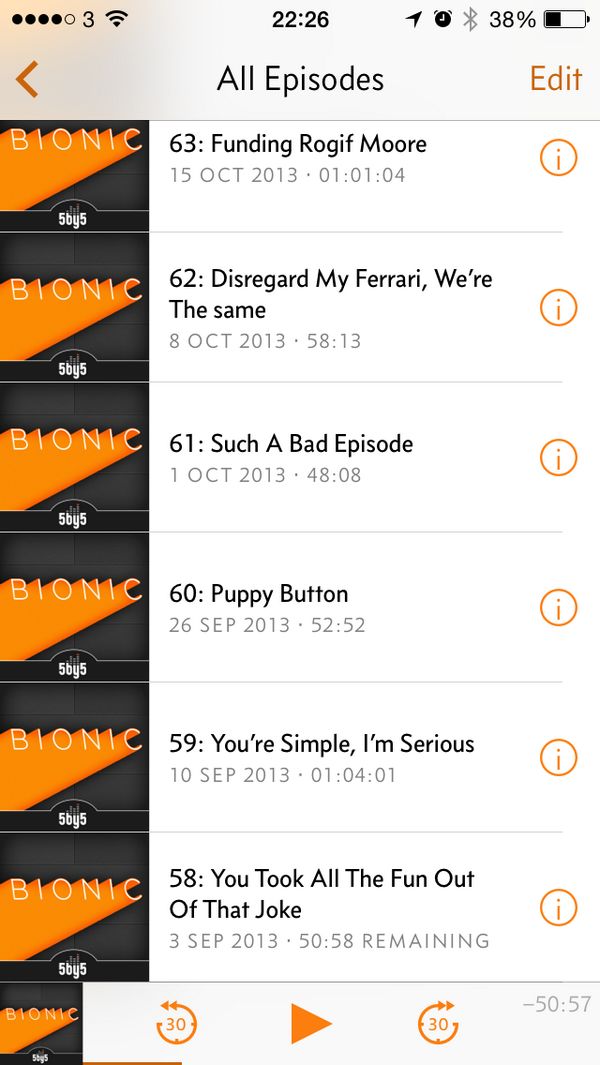 3 22:26 38%
All Episodes Edit
BIONIC
5by5
63: Funding Rogif Moore
15 OCT 2013 · 01:01:04
BIONIC
5by5
62: Disregard My Ferrari, We’re
The same
8 OCT 2013 · 58:13
BIONIC
5by5
61: Such A Bad Episode
1 OCT 2013 · 48:08
BIONIC
5by5
60: Puppy Button
26 SEP 2013 · 52:52
BIONIC
5by5
59: You’re Simple, I’m Serious
10 SEP 2013 · 01:04:01
BIONIC
5by5
58: You Took All The Fun Out
Of That Joke
3 SEP 2013 · 50:58 REMAINING
BIONIC
5by5
30
30
–50:57